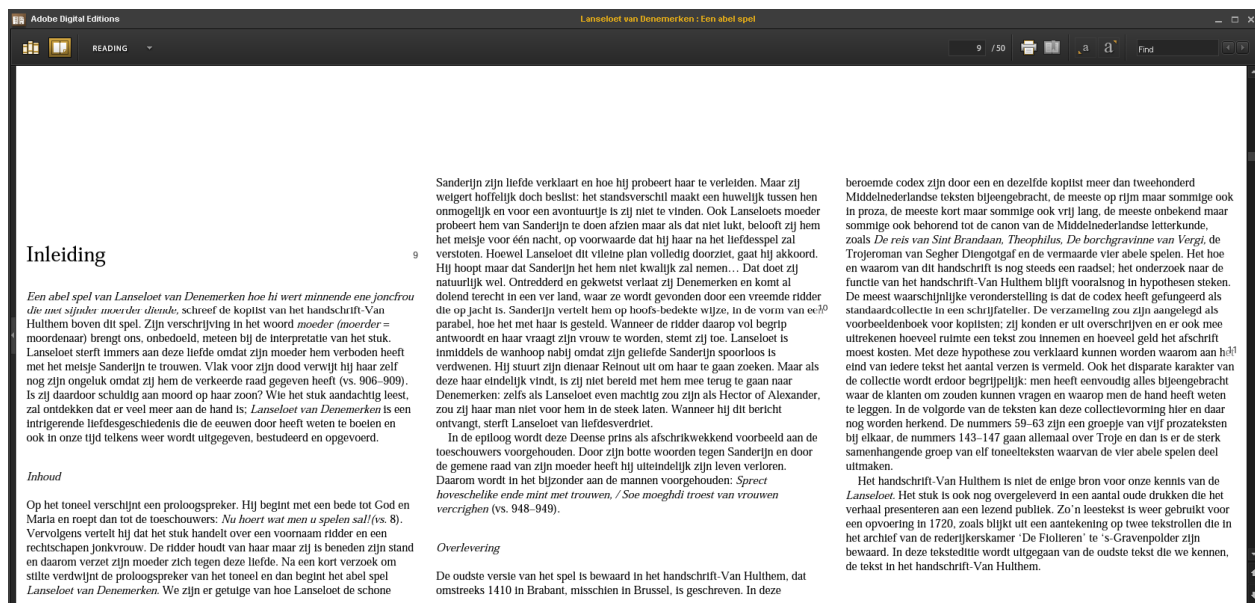 Adobe Digital Editions
Lanseloet van Denemerken : Een abel spel
READING
9 / 50
a a
Find
Inleiding
9
Een abel spel van Lanseloet van Denemerken hoe hi wert minnende ene joncfrou
die met sijnder moerder diende, schreef de kopiist van het handschrift-Van
Hulthem boven dit spel. Zijn verschrijving in het woord moeder (moerder =
moordenaar) brengt ons, onbedoeld, meteen bij de interpretatie van het stuk.
Lanseloet sterft immers aan deze liefde omdat zijn moeder hem verboden heeft
met het meisje Sanderijn te trouwen. Vlak voor zijn dood verwijt hij haar zelf
nog zijn ongeluk omdat zij hem de verkeerde raad gegeven heeft (vs. 906–909).
Is zij daardoor schuldig aan moord op haar zoon? Wie het stuk aandachtig leest,
zal ontdekken dat er veel meer aan de hand is; Lanseloet van Denemerken is een
intrigerende liefdesgeschiedenis die de eeuwen door heeft weten te boeien en
ook in onze tijd telkens weer wordt uitgegeven, bestudeerd en opgevoerd.
Inhoud
Op het toneel verschijnt een proloogspreker. Hij begint met een bede tot God en
Maria en roept dan tot de toeschouwers: Nu hoert wat men u spelen sal! (vs. 8).
Vervolgens vertelt hij dat het stuk handelt over een voornaam ridder en een
rechtschapen jonkvrouw. De ridder houdt van haar maar zij is beneden zijn stand
en daarom verzet zijn moeder zich tegen deze liefde. Na een kort verzoek om
stilte verdwijnt de proloogspreker van het toneel en dan begint het abel spel
Lanseloet van Denemerken. We zijn er getuige van hoe Lanseloet de schone
Sanderijn zijn liefde verklaart en hoe hij probeert haar te verleiden. Maar zij
weigert hoffelijk doch beslist: het standsverschil maakt een huwelijk tussen hen
onmogelijk en voor een avontuurtje is zij niet te vinden. Ook Lanseloets moeder
probeert hem van Sanderijn te doen afzien maar als dat niet lukt, belooft zij hem
het meisje voor één nacht, op voorwaarde dat hij haar na het liefdesspel zal
verstoten. Hoewel Lanseloet dit vileine plan volledig doorziet, gaat hij akkoord.
Hij hoopt maar dat Sanderijn het hem niet kwalijk zal nemen… Dat doet zij
natuurlijk wel. Ontredderd en gekwetst verlaat zij Denemerken en komt al
dolend terecht in een ver land, waar ze wordt gevonden door een vreemde ridder
die op jacht is. Sanderijn vertelt hem op hoofs-bedekte wijze, in de vorm van een
10
parabel, hoe het met haar is gesteld. Wanneer de ridder daarop vol begrip
antwoordt en haar vraagt zijn vrouw te worden, stemt zij toe. Lanseloet is
inmiddels de wanhoop nabij omdat zijn geliefde Sanderijn spoorloos is
verdwenen. Hij stuurt zijn dienaar Reinout uit om haar te gaan zoeken. Maar als
deze haar eindelijk vindt, is zij niet bereid met hem mee terug te gaan naar
Denemerken: zelfs als Lanseloet even machtig zou zijn als Hector of Alexander,
zou zij haar man niet voor hem in de steek laten. Wanneer hij dit bericht
ontvangt, sterft Lanseloet van liefdesverdriet.
In de epiloog wordt deze Deense prins als afschrikwekkend voorbeeld aan de
toeschouwers voorgehouden. Door zijn botte woorden tegen Sanderijn en door
de gemene raad van zijn moeder heeft hij uiteindelijk zijn leven verloren.
Daarom wordt in het bijzonder aan de mannen voorgehouden: Sprect
hoveschelike ende mint met trouwen, / Soe moeghdi troest van vrouwen
vercrighen (vs. 948–949).
Overlevering
De oudste versie van het spel is bewaard in het handschrift-Van Hulthem, dat
omstreeks 1410 in Brabant, misschien in Brussel, is geschreven. In deze
beroemde codex zijn door een en dezelfde kopiist meer dan tweehonderd
Middelnederlandse teksten bijeengebracht, de meeste op rijm maar sommige ook
in proza, de meeste kort maar sommige ook vrij lang, de meeste onbekend maar
sommige ook behorend tot de canon van de Middelnederlandse letterkunde,
zoals De reis van Sint Brandaan, Theophilus, De borchgravinne van Vergi, de
Trojeroman van Segher Diengotgaf en de vermaarde vier abele spelen. Het hoe
en waarom van dit handschrift is nog steeds een raadsel; het onderzoek naar de
functie van het handschrift-Van Hulthem blijft vooralsnog in hypothesen steken.
De meest waarschijnlijke veronderstelling is dat de codex heeft gefungeerd als
standaardcollectie in een schrijfatelier. De verzameling zou zijn aangelegd als
voorbeeldenboek voor kopiisten; zij konden er uit overschrijven en er ook mee
uitrekenen hoeveel ruimte een tekst zou innemen en hoeveel geld het afschrift
moest kosten. Met deze hypothese zou verklaard kunnen worden waarom aan het
11
eind van iedere tekst het aantal verzen is vermeld. Ook het disparate karakter van
de collectie wordt erdoor begrijpelijk: men heeft eenvoudig alles bijeengebracht
waar de klanten om zouden kunnen vragen en waarop men de hand heeft weten
te leggen. In de volgorde van de teksten kan deze collectievorming hier en daar
nog worden herkend. De nummers 59–63 zijn een groepje van vijf prozateksten
bij elkaar, de nummers 143–147 gaan allemaal over Troje en dan is er de sterk
samenhangende groep van elf toneelteksten waarvan de vier abele spelen deel
uitmaken.
Het handschrift-Van Hulthem is niet de enige bron voor onze kennis van de
Lanseloet. Het stuk is ook nog overgeleverd in een aantal oude drukken die het
verhaal presenteren aan een lezend publiek. Zo’n leestekst is weer gebruikt voor
een opvoering in 1720, zoals blijkt uit een aantekening op twee tekstrollen die in
het archief van de rederijkerskamer ‘De Fiolieren’ te ‘s-Gravenpolder zijn
bewaard. In deze teksteditie wordt uitgegaan van de oudste tekst die we kennen,
de tekst in het handschrift-Van Hulthem.